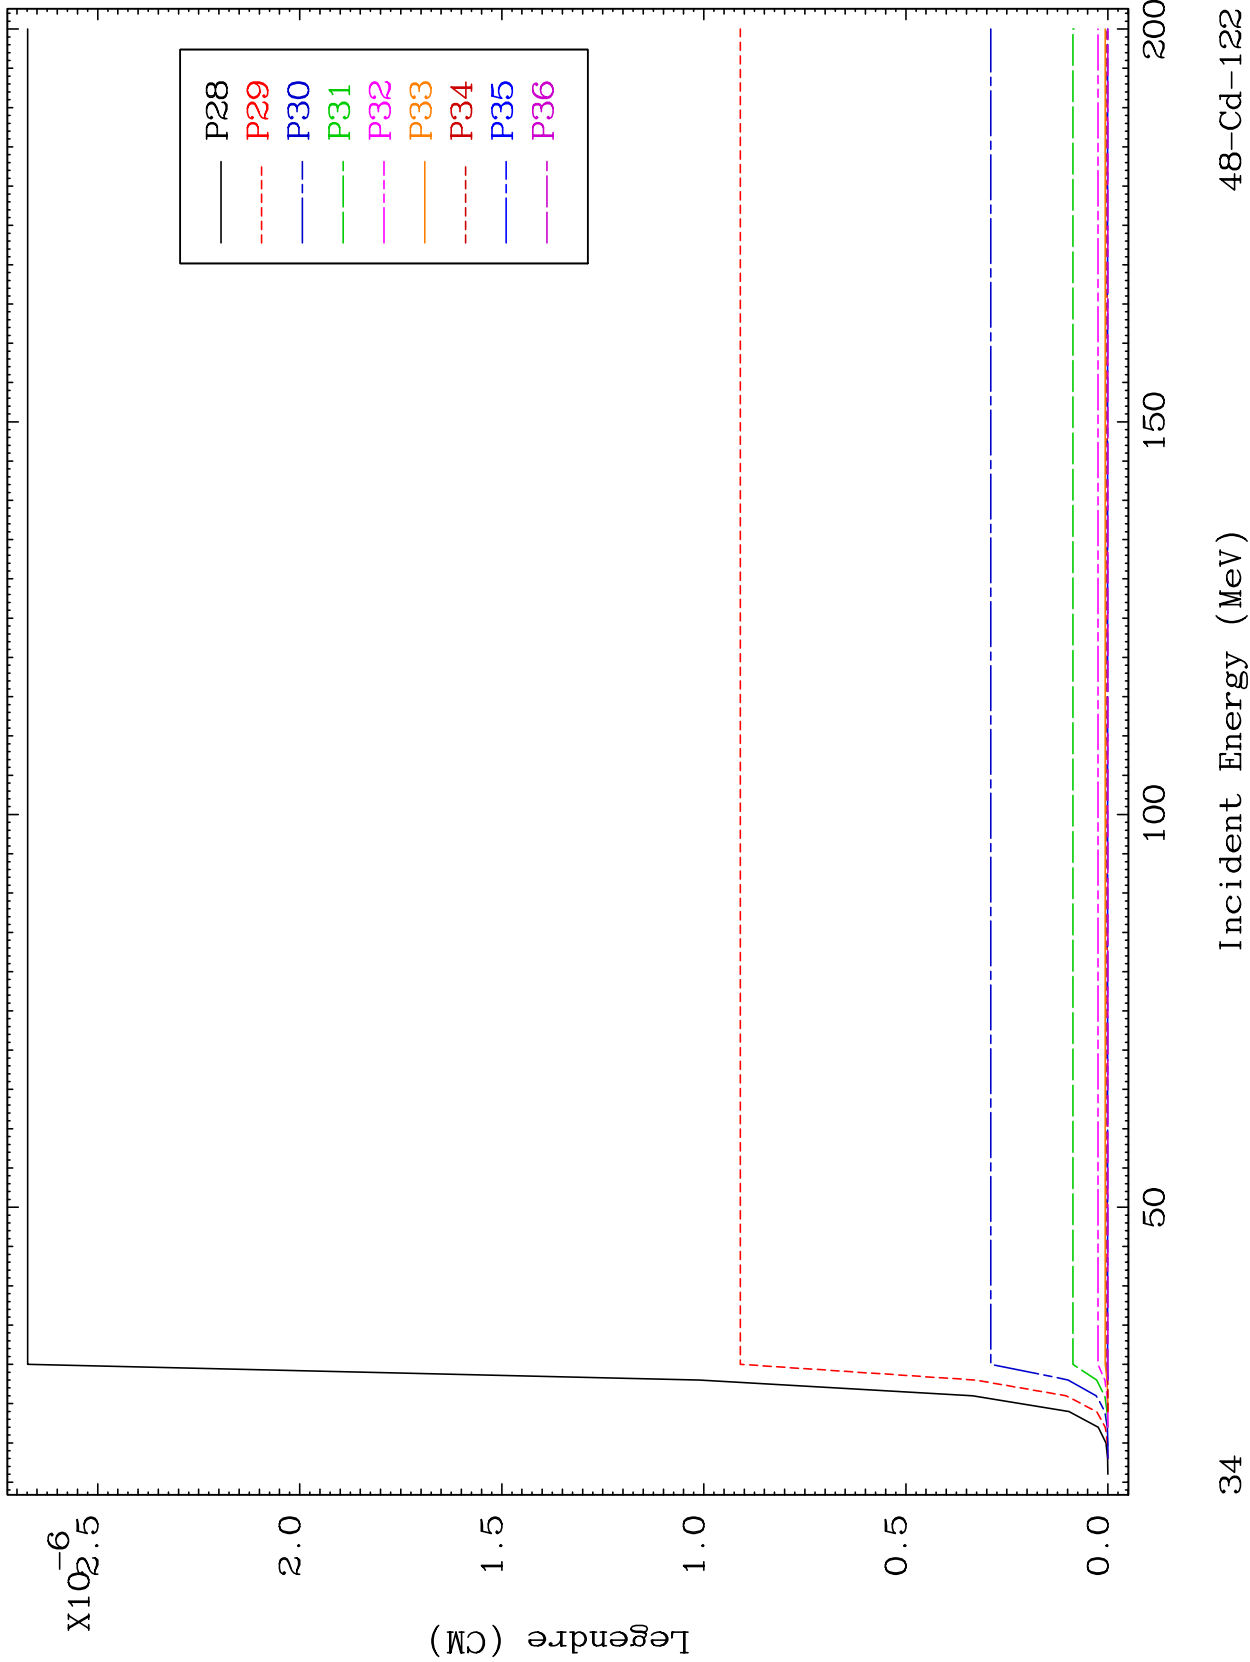 X10-6
2.5
2.0
1.5
1.0
0.5
0.0
Legendre (CM)
P28
P29
P30
P31
P32
P33
P34
P35
P36
50
100
150
200
34
Incident Energy (MeV)
48-Cd-122